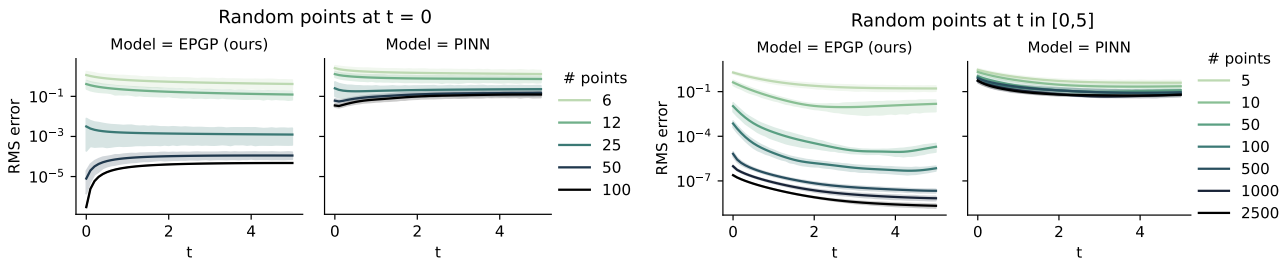 Random points at t = 0
Model = EPGP (ours)
Model = PINN
RMS error
10⁻¹
10⁻³
10⁻⁵
0
2
4
t
0
2
4
t
# points
6
12
25
50
100
Random points at t in [0,5]
Model = EPGP (ours)
Model = PINN
RMS error
10⁻¹
10⁻⁴
10⁻⁷
0
2
4
t
0
2
4
t
# points
5
10
50
100
500
1000
2500